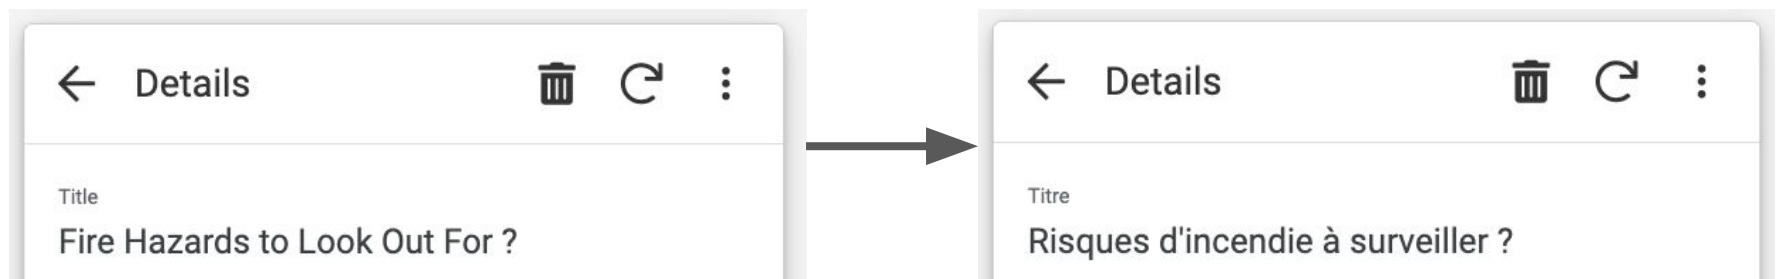 Details
Title
Fire Hazards to Look Out For ?
Details
Titre
Risques d'incendie à surveiller ?